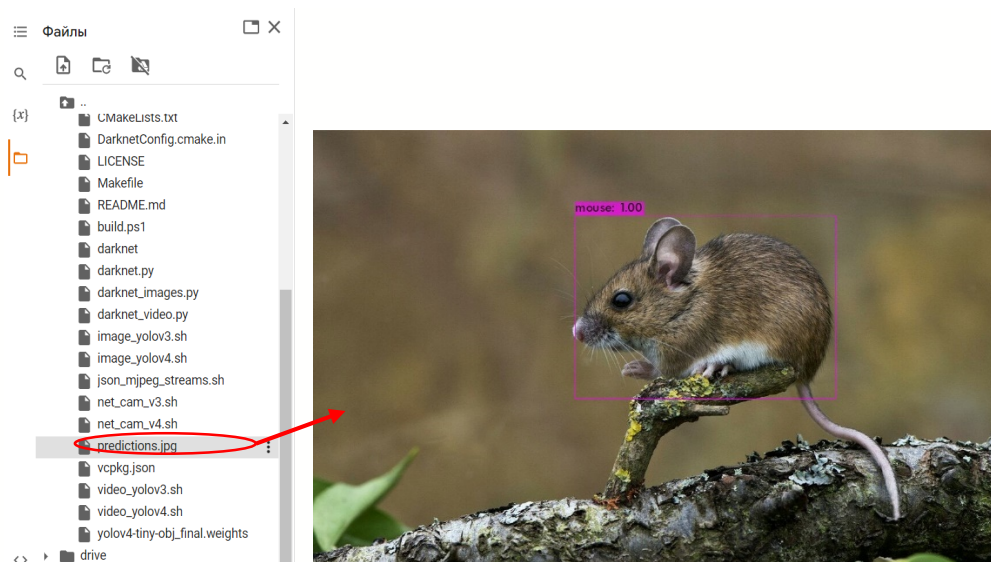 Файлы
{x}
..
CMakeLists.txt
DarknetConfig.cmake.in
LICENSE
Makefile
README.md
build.ps1
darknet
darknet.py
darknet_images.py
darknet_video.py
image_yolov3.sh
image_yolov4.sh
json_mjpeg_streams.sh
net_cam_v3.sh
net_cam_v4.sh
predictions.jpg
vcpkg.json
video_yolov3.sh
video_yolov4.sh
yolov4-tiny-obj_final.weights
drive
mouse: 1.00